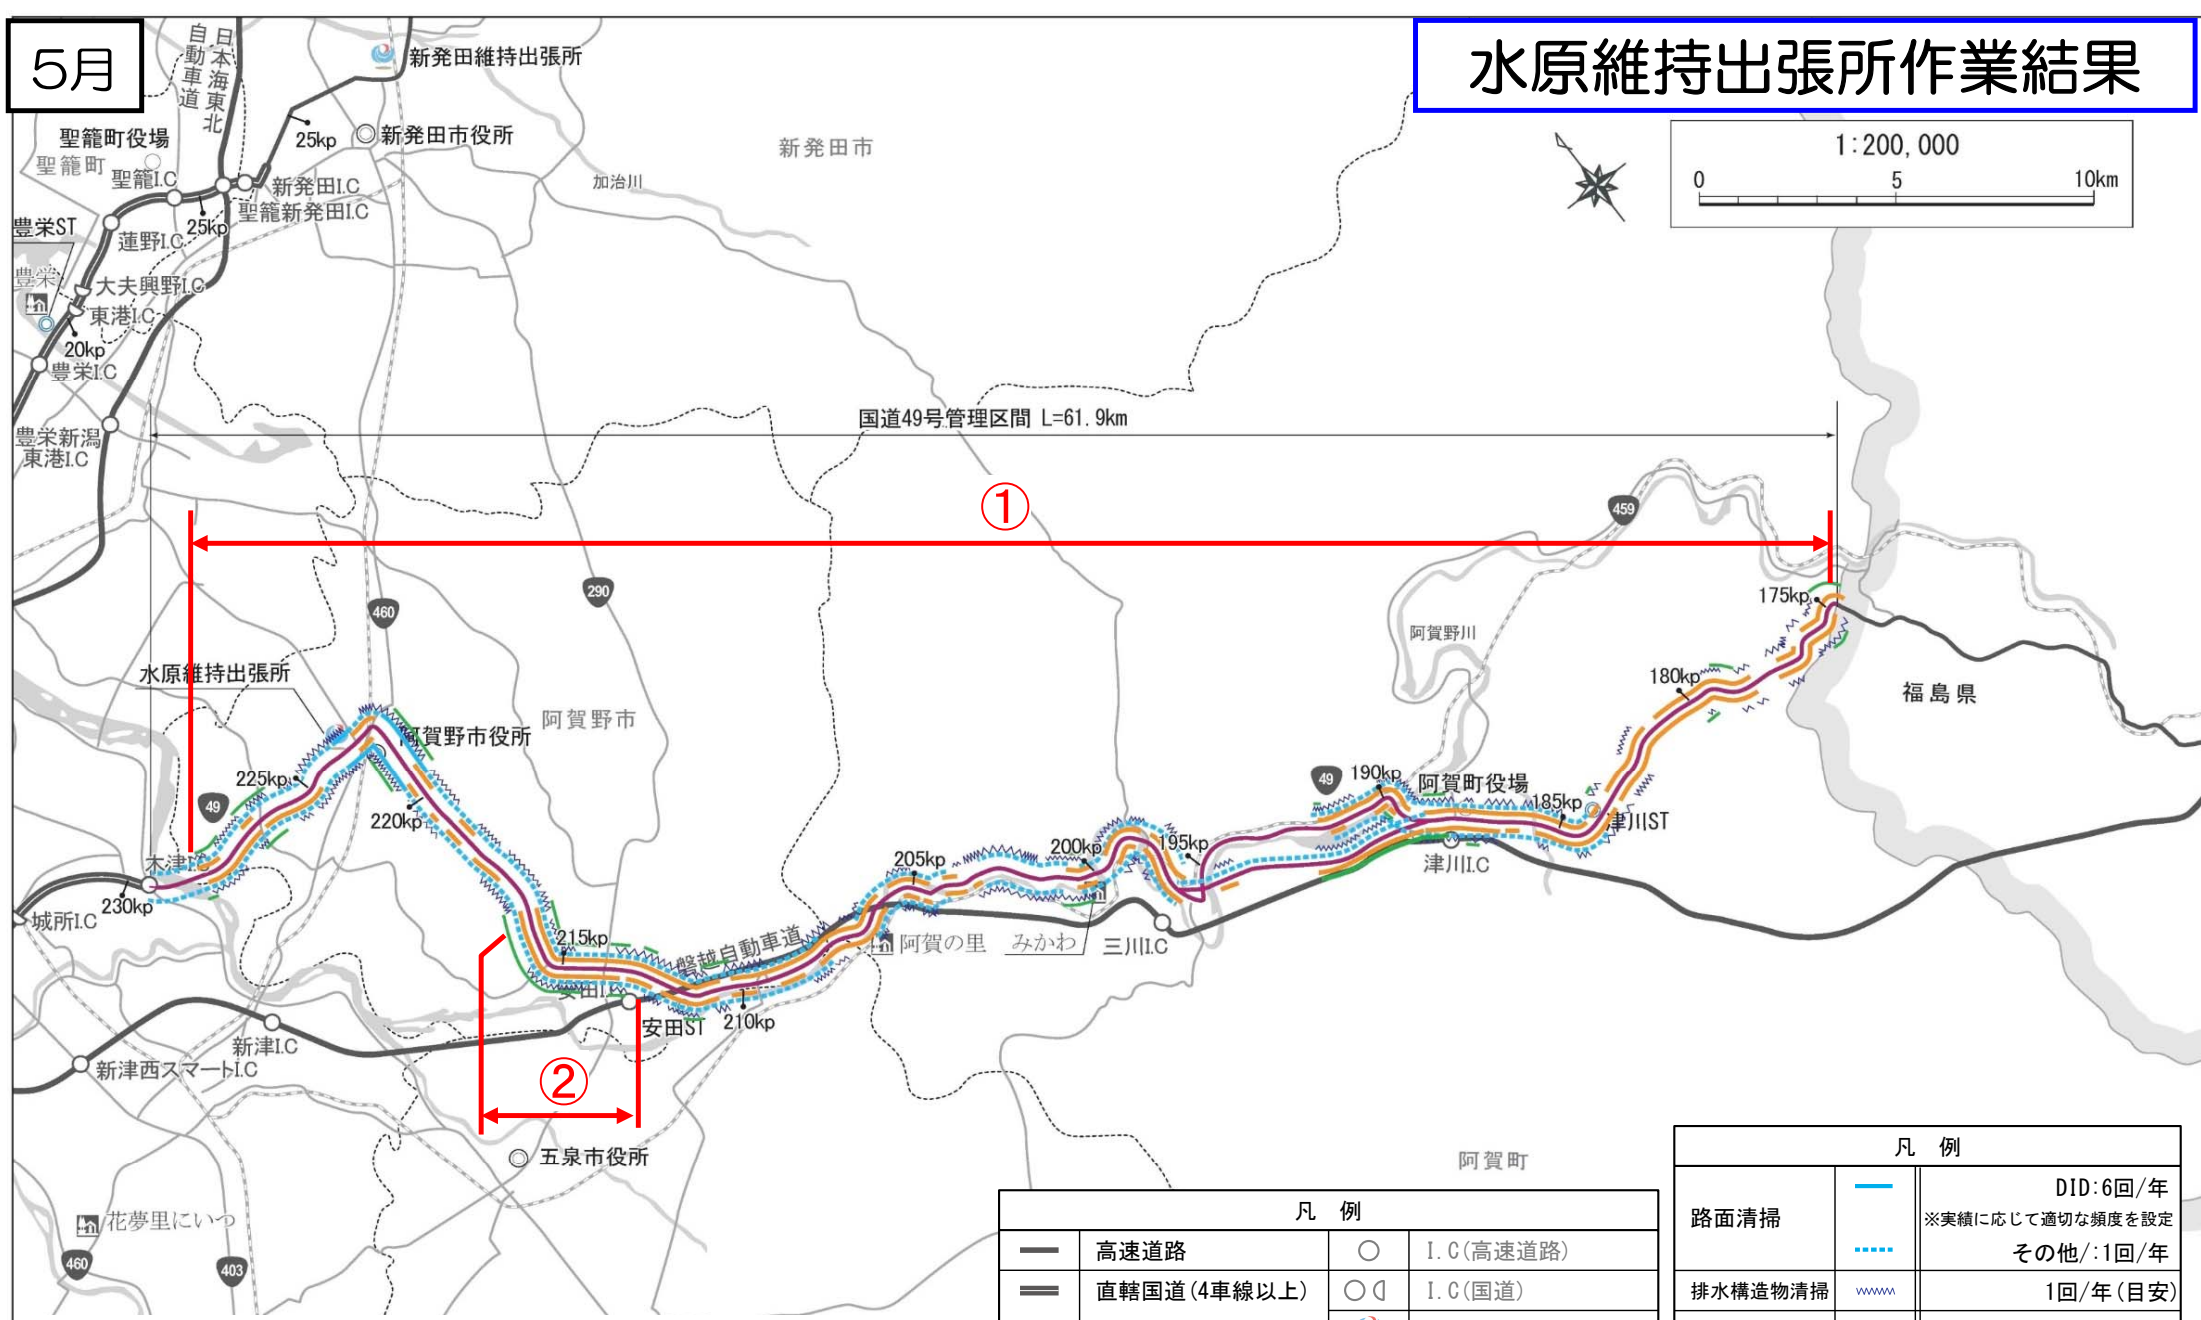 5月
水原維持出張所作業結果
1:200,000
0 5 10km
日本海東北
自動車道
新発田維持出張所
25kp
新発田市役所
新発田市
聖籠町役場
聖籠町
聖籠I.C
新発田I.C
聖籠新発田I.C
加治川
豊栄ST
蓮野I.C
25kp
豊栄
大夫興野I.C
東港I.C
20kp
豊栄I.C
国道49号管理区間 L=61.9km
豊栄新潟
東港I.C
①
459
290
460
175kp
阿賀野川
水原維持出張所
180kp
福島県
阿賀野市
阿賀野市役所
225kp
49
220kp
49
190kp
阿賀町役場
185kp
津川ST
木津I.C
205kp
200kp
195kp
津川I.C
230kp
城所I.C
215kp
磐越自動車道
阿賀の里
みかわ
三川I.C
安田I.C
安田ST
210kp
新津I.C
新津西スマートI.C
②
五泉市役所
阿賀町
花夢里にいつ
460
403
凡 例
高速道路
I.C(高速道路)
直轄国道(4車線以上)
I.C(国道)
凡 例
路面清掃
DID:6回/年
※実績に応じて適切な頻度を設定
その他/:1回/年
排水構造物清掃
1回/年(目安)